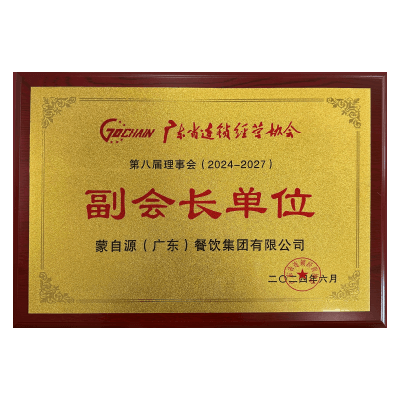 GDCHAIN 广东省连锁经营协会
第八届理事会（2024-2027）
副会长单位
蒙自源（广东）餐饮集团有限公司
二〇二四年六月